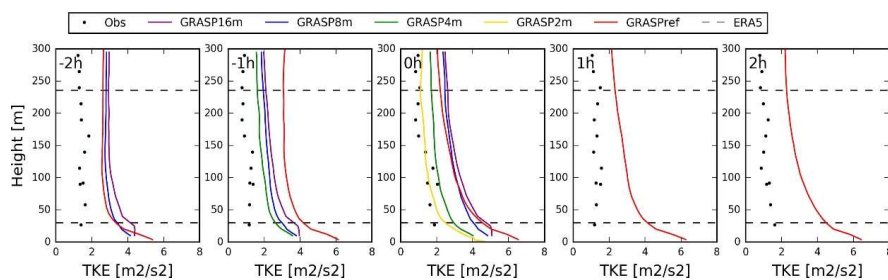 Obs GRASP16m GRASP8m GRASP4m GRASP2m GRASPref ERA5
-2h -1h 0h 1h 2h
Height [m]
300 300 300 300 300
250 250 250 250 250
200 200 200 200 200
150 150 150 150 150
100 100 100 100 100
50 50 50 50 50
0 0 0 0 0
0 2 4 6 8 0 2 4 6 8 0 2 4 6 8 0 2 4 6 8 0 2 4 6 8
TKE [m2/s2] TKE [m2/s2] TKE [m2/s2] TKE [m2/s2] TKE [m2/s2]